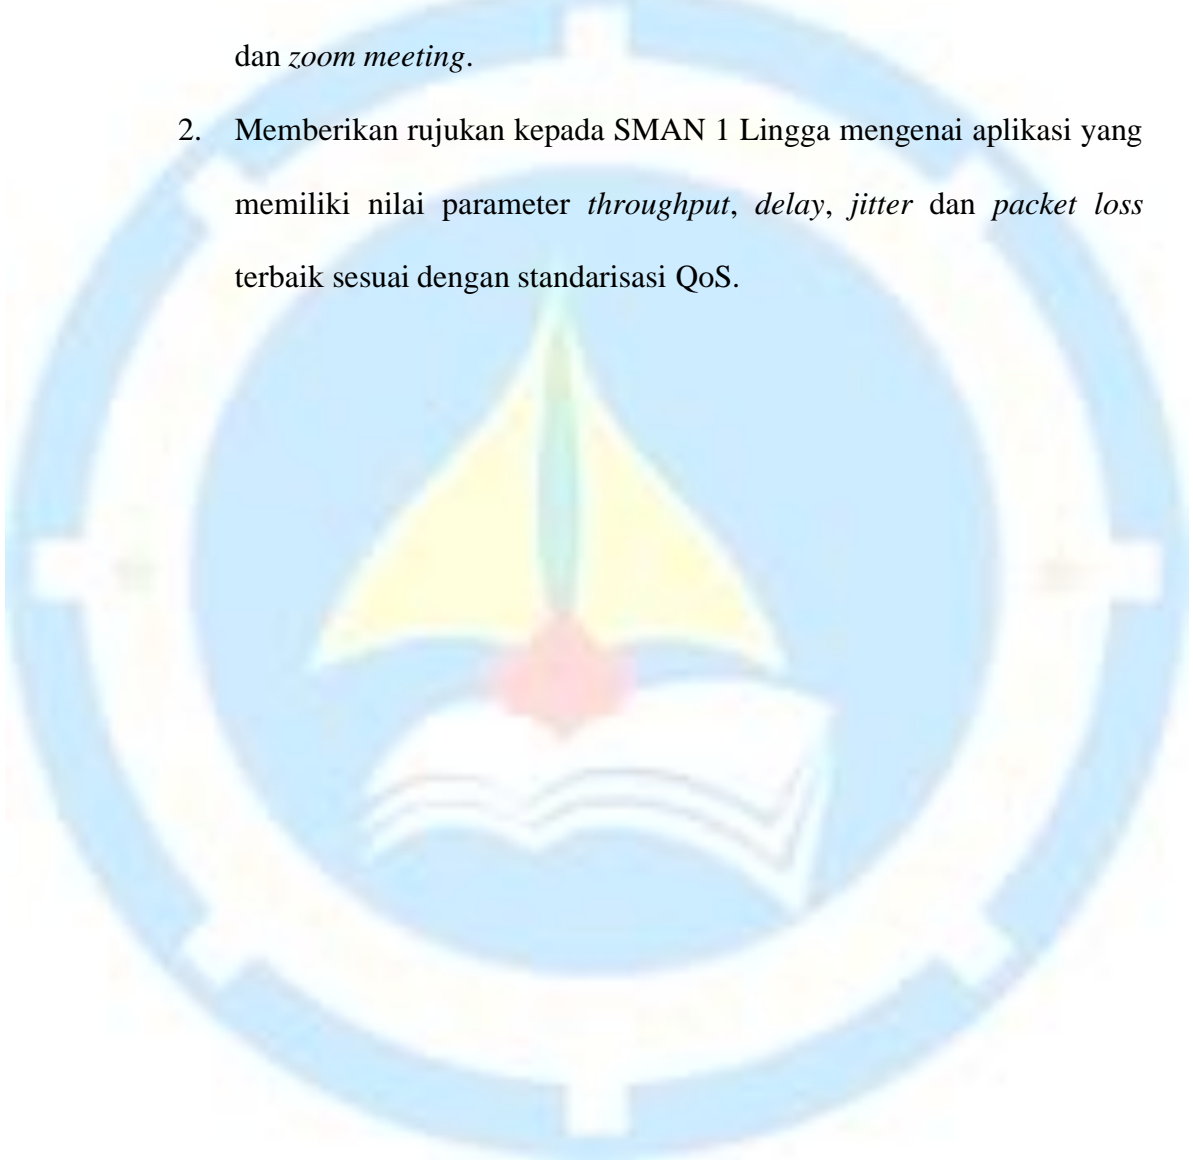 dan zoom meeting.
2. Memberikan rujukan kepada SMAN 1 Lingga mengenai aplikasi yang
memiliki nilai parameter throughput, delay, jitter dan packet loss
terbaik sesuai dengan standarisasi QoS.